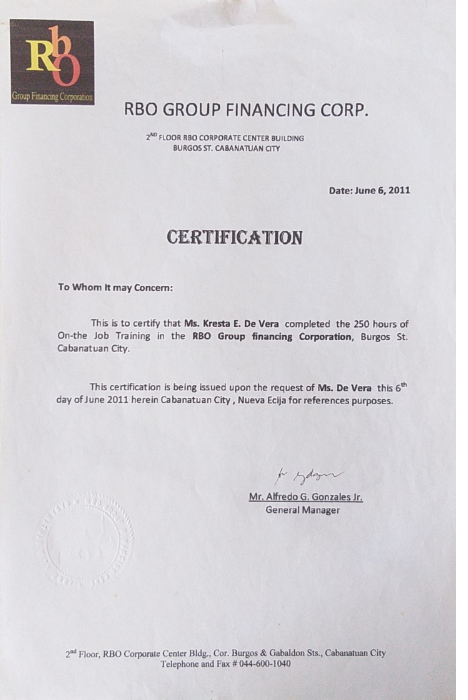 Rbo
Group Financing Corporation
RBO GROUP FINANCING CORP.
2ND FLOOR RBO CORPORATE CENTER BUILDING
BURGOS ST. CABANATUAN CITY
Date: June 6, 2011
CERTIFICATION
To Whom It may Concern:
This is to certify that Ms. Kresta E. De Vera completed the 250 hours of
On-the Job Training in the RBO Group financing Corporation, Burgos St.
Cabanatuan City.
This certification is being issued upon the request of Ms. De Vera this 6th
day of June 2011 herein Cabanatuan City , Nueva Ecija for references purposes.
Mr. Alfredo G. Gonzales Jr.
General Manager
2nd Floor, RBO Corporate Center Bldg., Cor. Burgos & Gabaldon Sts., Cabanatuan City
Telephone and Fax # 044-600-1040